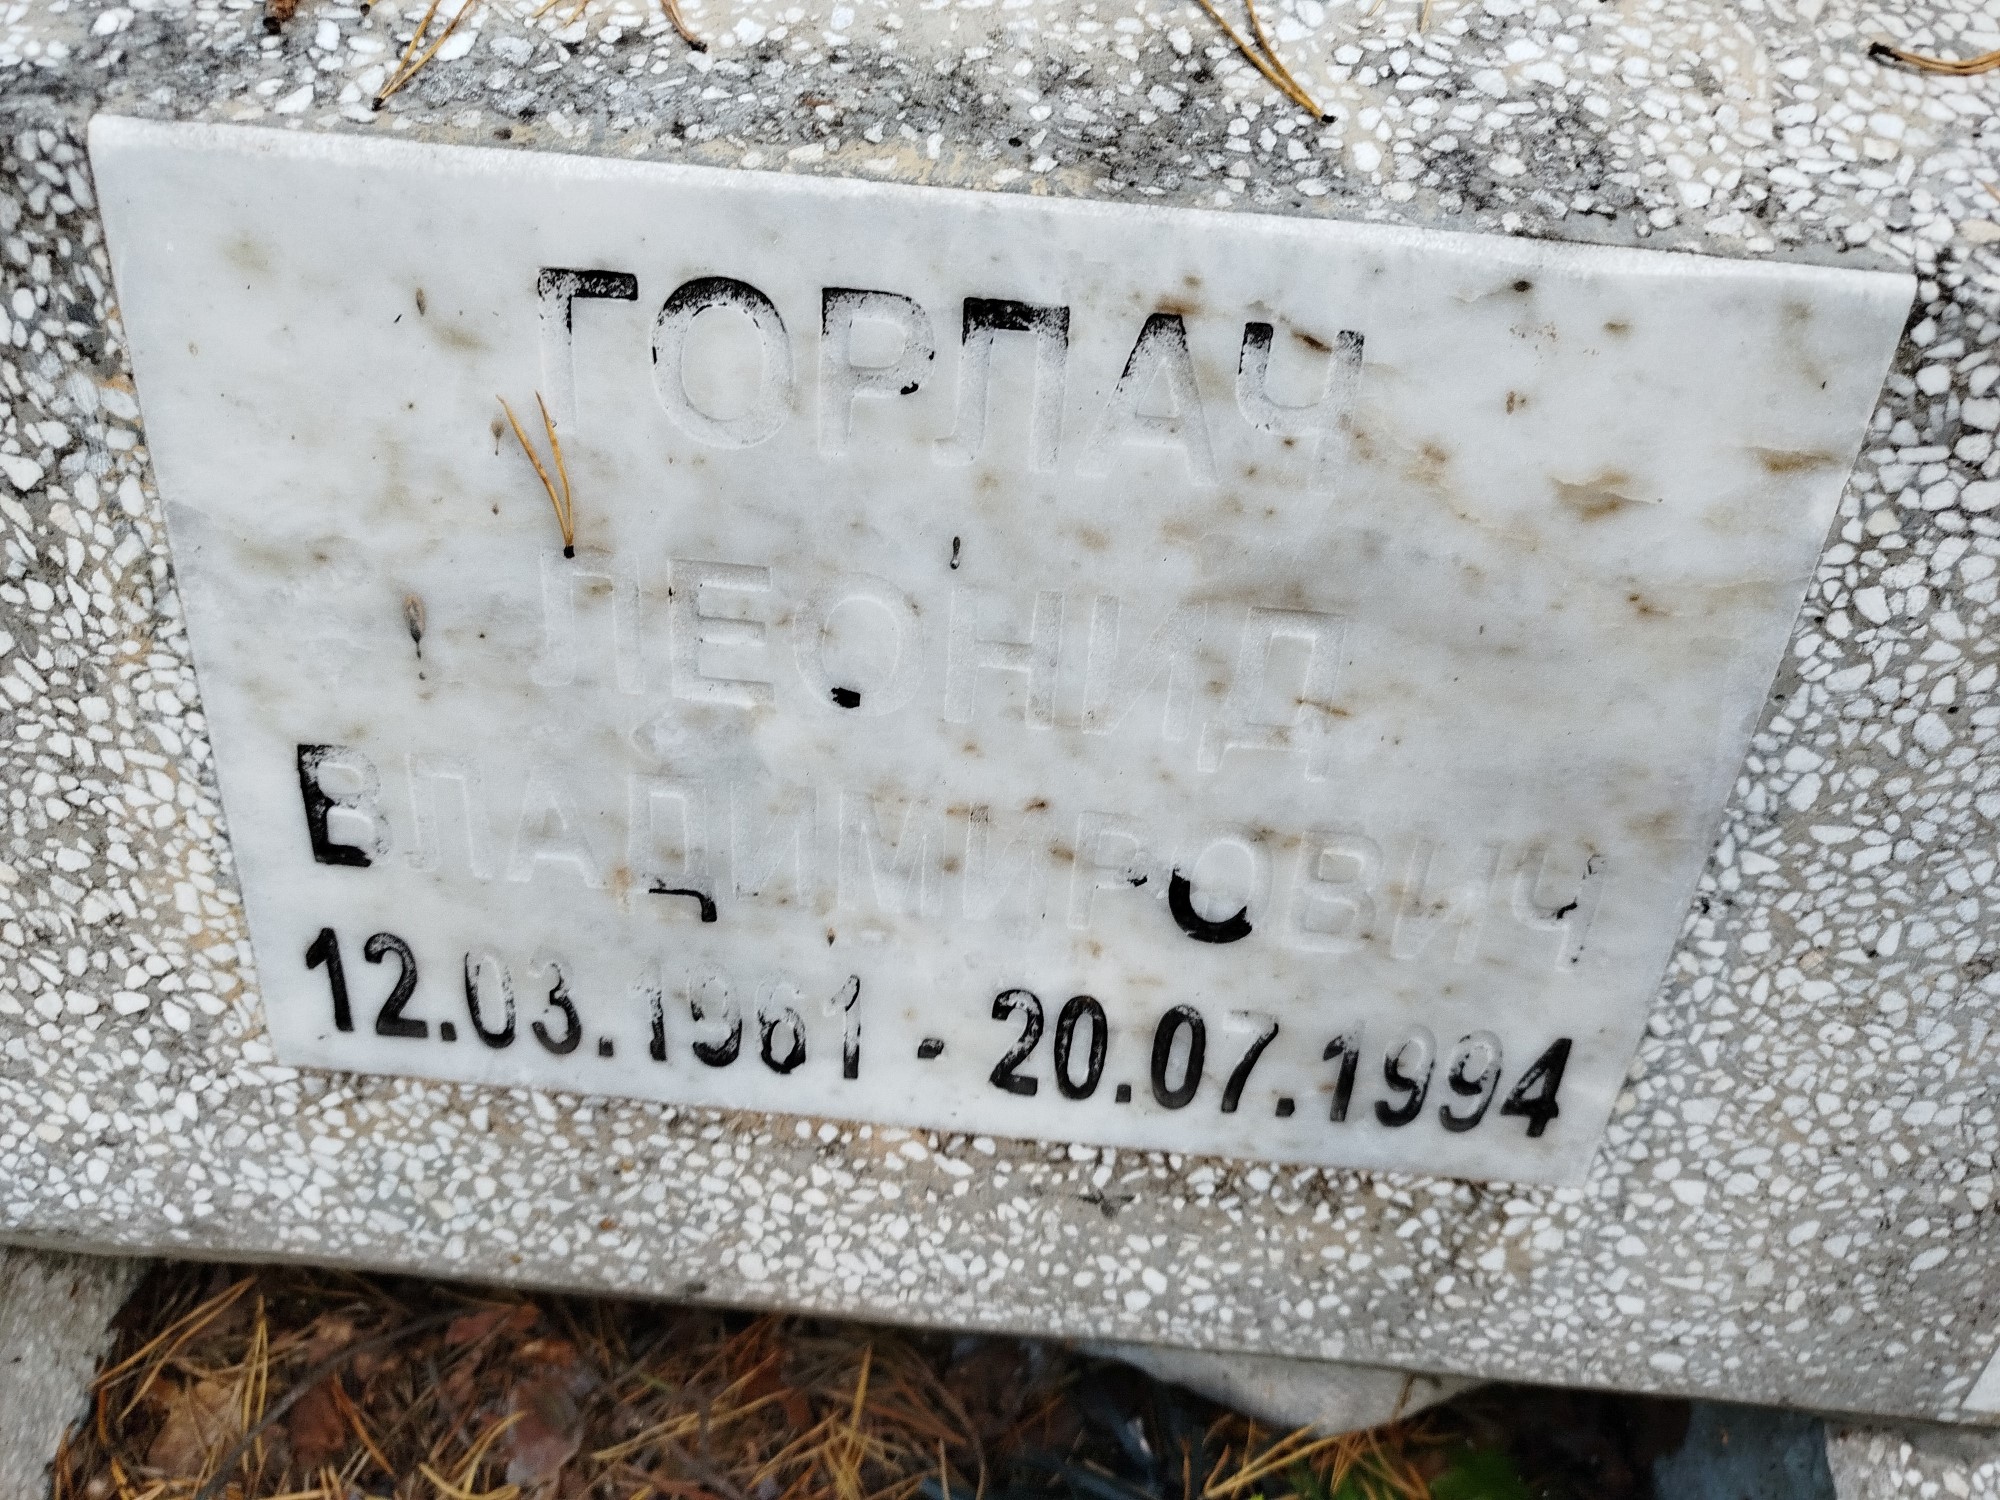 ГОРЛАЧ
ЛЕОНИД
ВЛАДИМИРОВИЧ
12.03.1961 - 20.07.1994